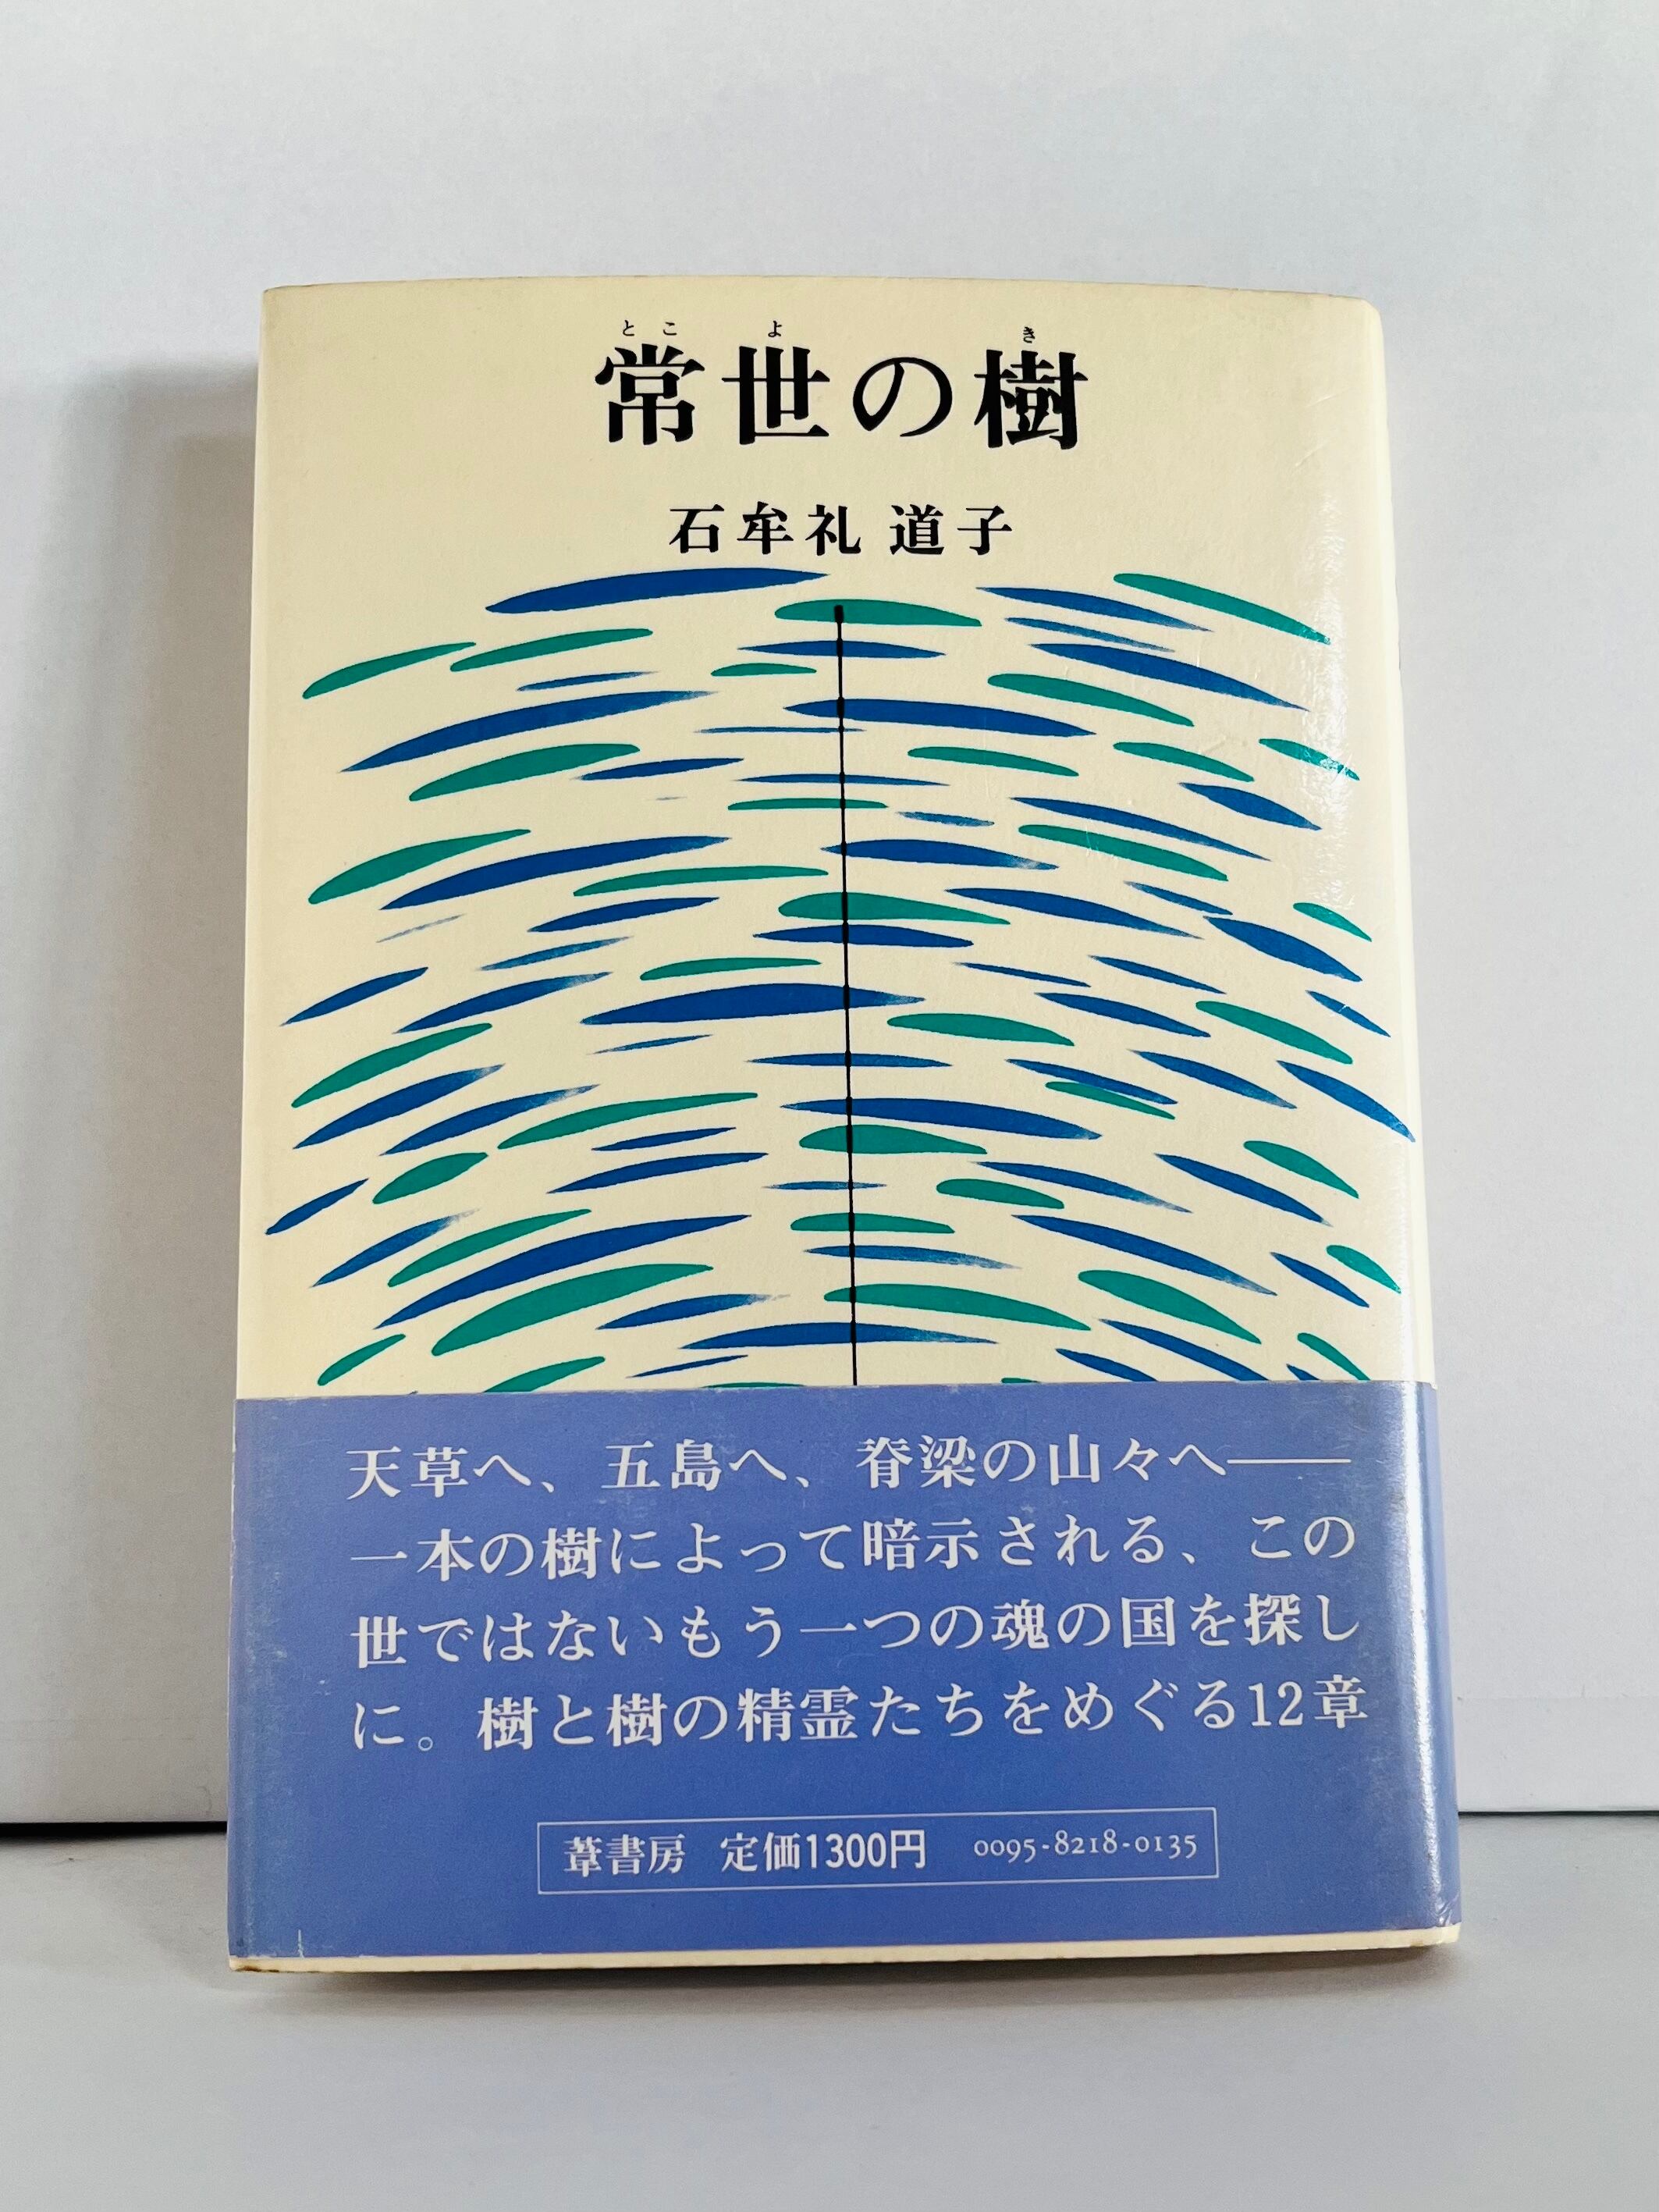 とこよ き
常世の樹
石牟礼 道子
天草へ、五島へ、脊梁の山々へ――
一本の樹によって暗示される、この
世ではないもう一つの魂の国を探し
に。樹と樹の精霊たちをめぐる12章
葦書房 定価1300円 0095-8218-0135